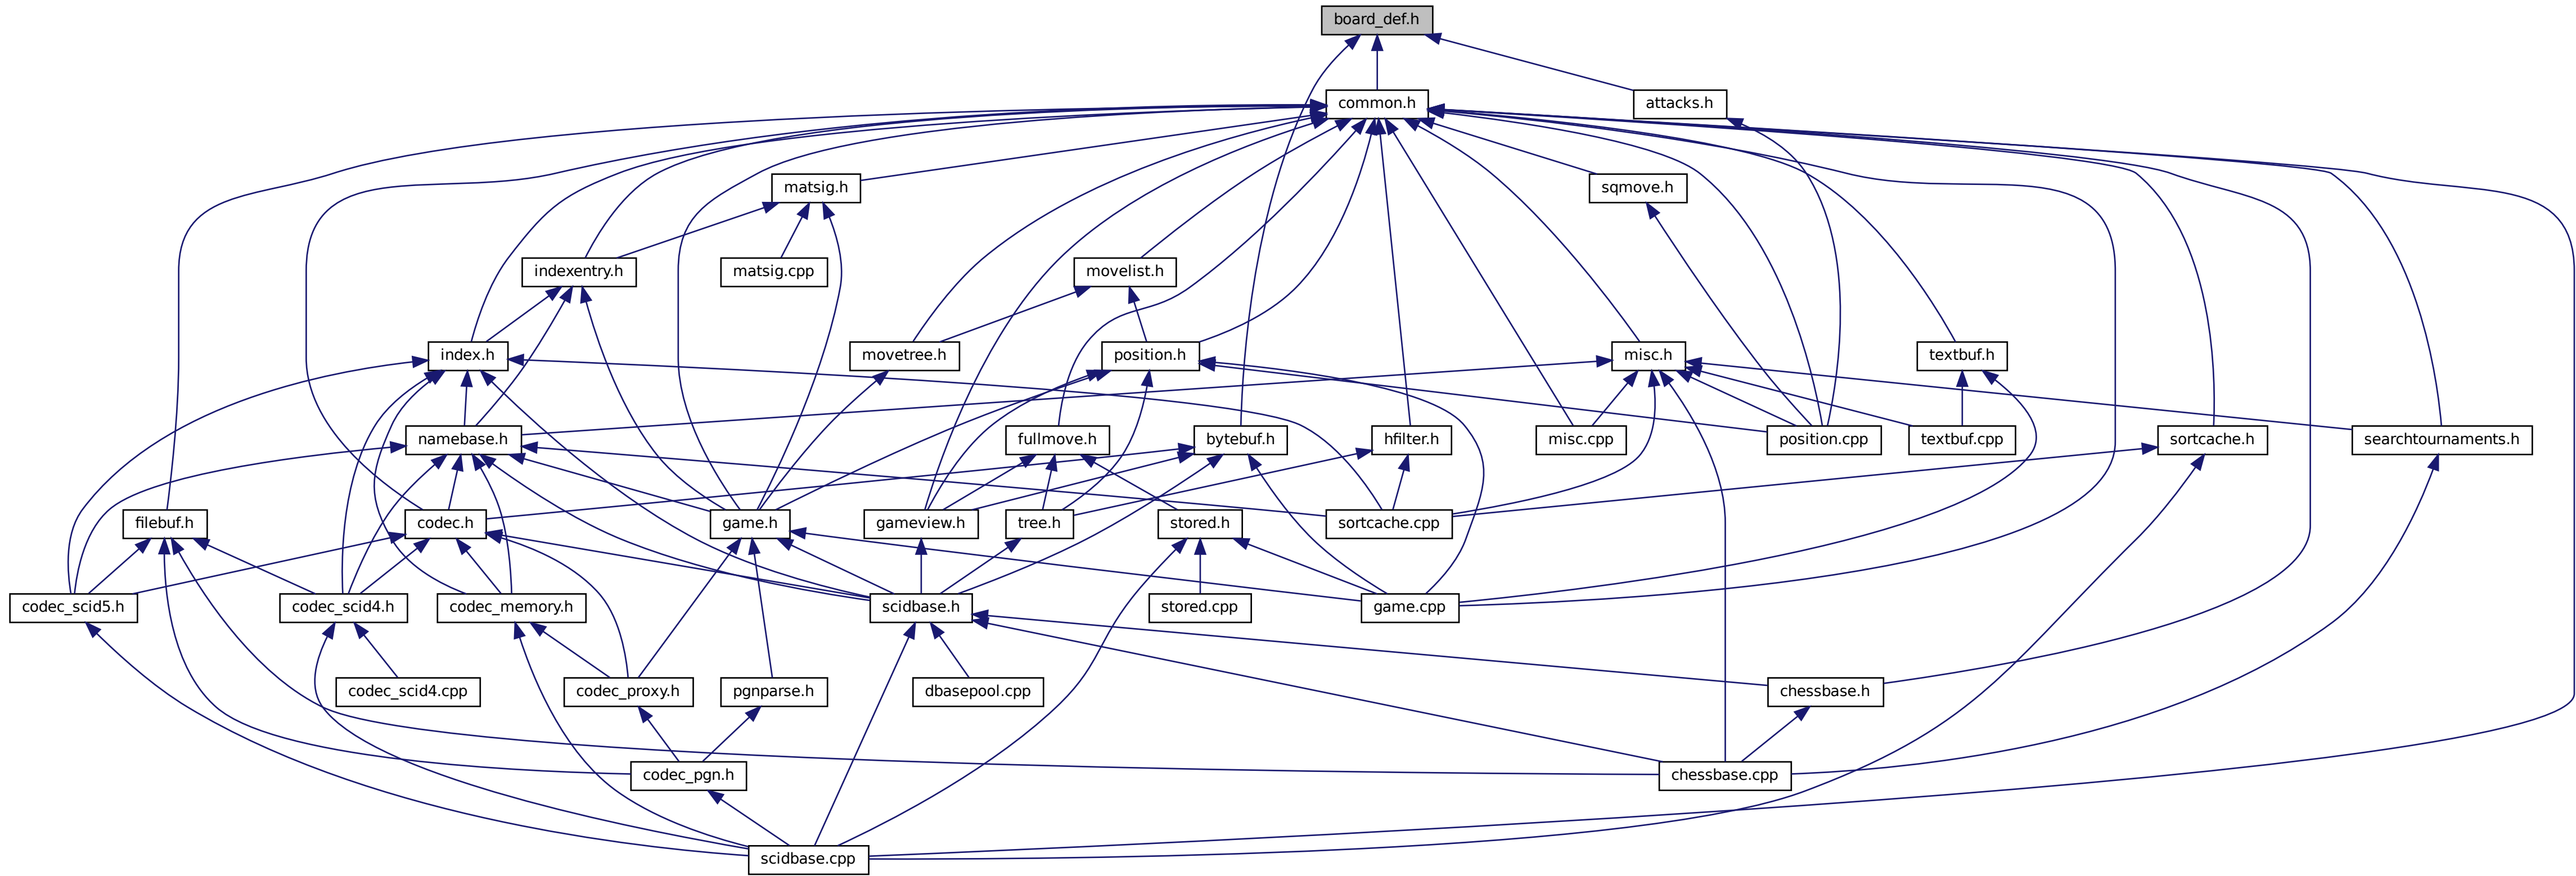 board_def.h
common.h
attacks.h
matsig.h
sqmove.h
indexentry.h
matsig.cpp
movelist.h
index.h
movetree.h
position.h
misc.h
textbuf.h
namebase.h
fullmove.h
bytebuf.h
hfilter.h
misc.cpp
position.cpp
textbuf.cpp
sortcache.h
searchtournaments.h
filebuf.h
codec.h
game.h
gameview.h
tree.h
stored.h
sortcache.cpp
codec_scid5.h
codec_scid4.h
codec_memory.h
scidbase.h
stored.cpp
game.cpp
codec_scid4.cpp
codec_proxy.h
pgnparse.h
dbasepool.cpp
chessbase.h
codec_pgn.h
chessbase.cpp
scidbase.cpp